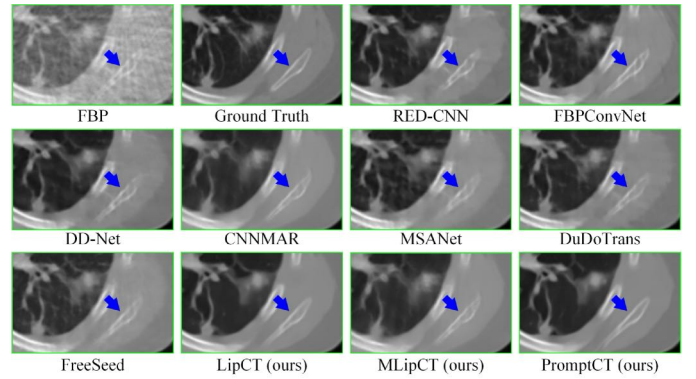 FBP Ground Truth RED-CNN FBPConvNet
DD-Net CNNMAR MSANet DuDoTrans
FreeSeed LipCT (ours) MLipCT (ours) PromptCT (ours)